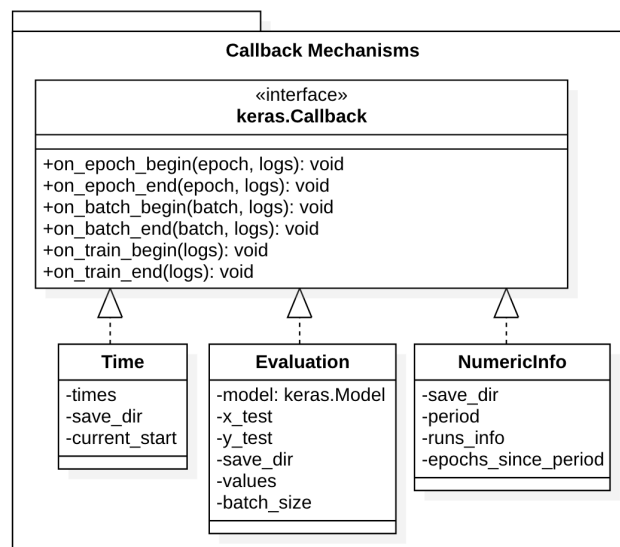 Callback Mechanisms
«interface»
keras.Callback
+on_epoch_begin(epoch, logs): void
+on_epoch_end(epoch, logs): void
+on_batch_begin(batch, logs): void
+on_batch_end(batch, logs): void
+on_train_begin(logs): void
+on_train_end(logs): void
Time
-times
-save_dir
-current_start
Evaluation
-model: keras.Model
-x_test
-y_test
-save_dir
-values
-batch_size
NumericInfo
-save_dir
-period
-runs_info
-epochs_since_period